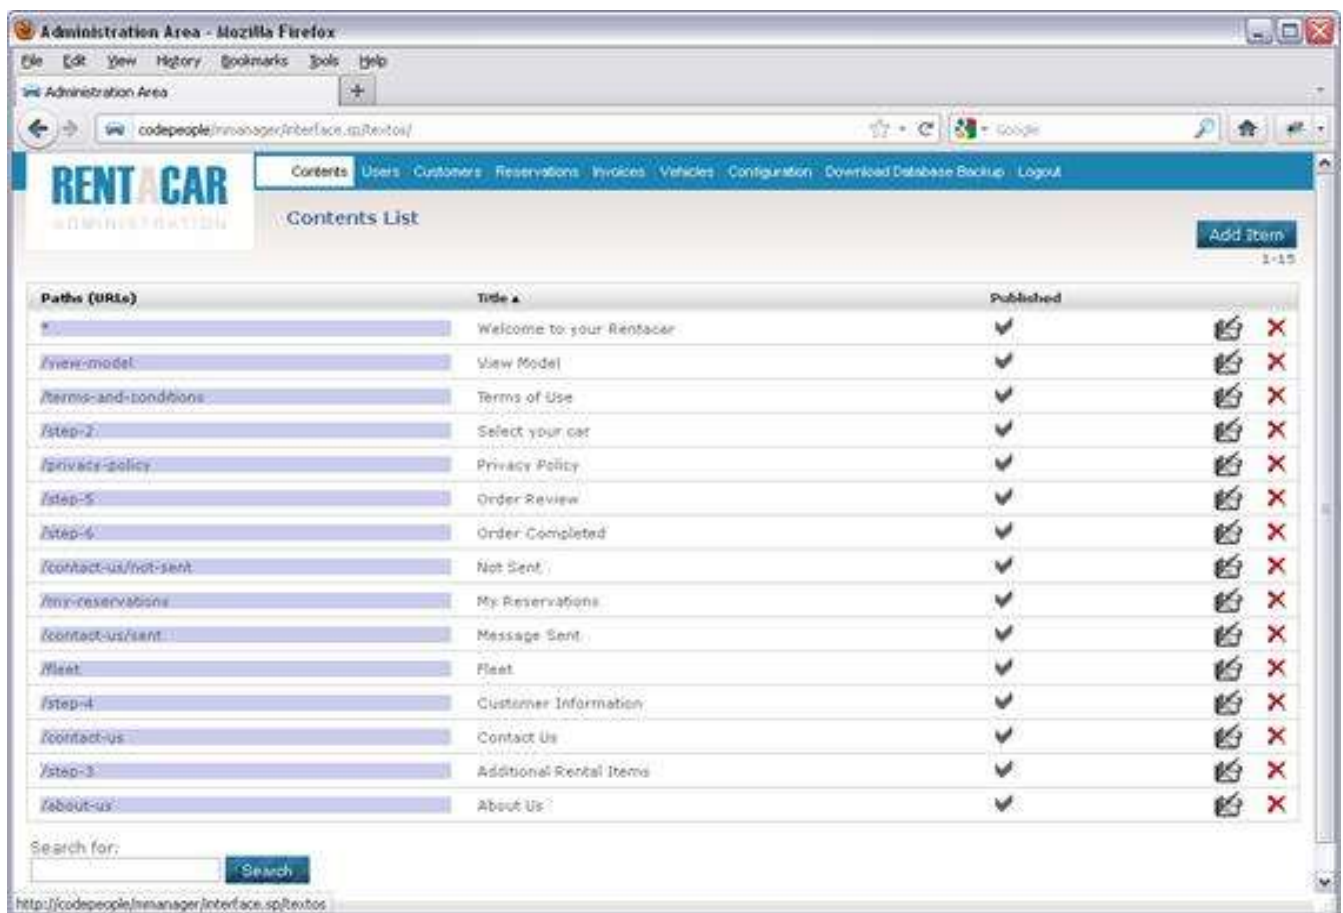 Administration Area - Mozilla Firefox
File Edit View History Bookmarks Tools Help
Administration Area +
codepeople/nmanager/interface.sp/textos/ Google
RENTACAR
ADMINISTRATION
Contents Users Customers Reservations Invoices Vehicles Configuration Download Database Backup Logout
Contents List
Add Item
1-15
Paths (URLs) Title ▲ Published
* Welcome to your Rentacar
/view-model View Model
/terms-and-conditions Terms of Use
/step-2 Select your car
/privacy-policy Privacy Policy
/step-5 Order Review
/step-6 Order Completed
/contact-us/not-sent Not Sent
/my-reservations My Reservations
/contact-us/sent Message Sent
/fleet Fleet
/step-4 Customer Information
/contact-us Contact Us
/step-3 Additional Rental Items
/about-us About Us
Search for:
Search
http://codepeople/nmanager/interface.sp/textos